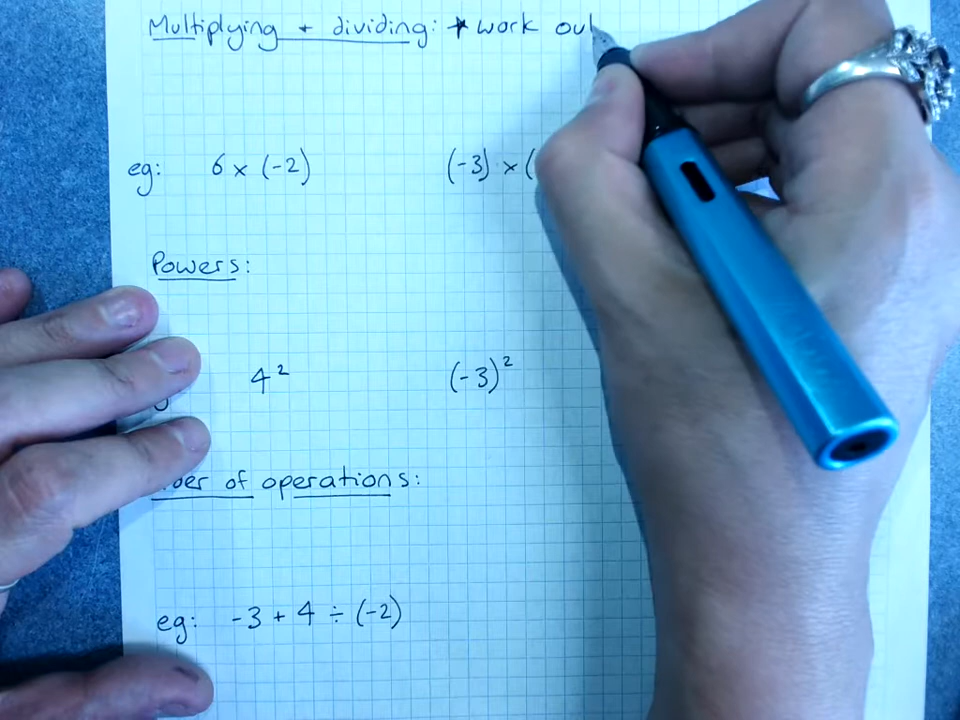 Multiplying + dividing: * work out
eg: 6 × (-2) (-3) × (
Powers:
4² (-3)²
of operations:
eg: -3 + 4 ÷ (-2)